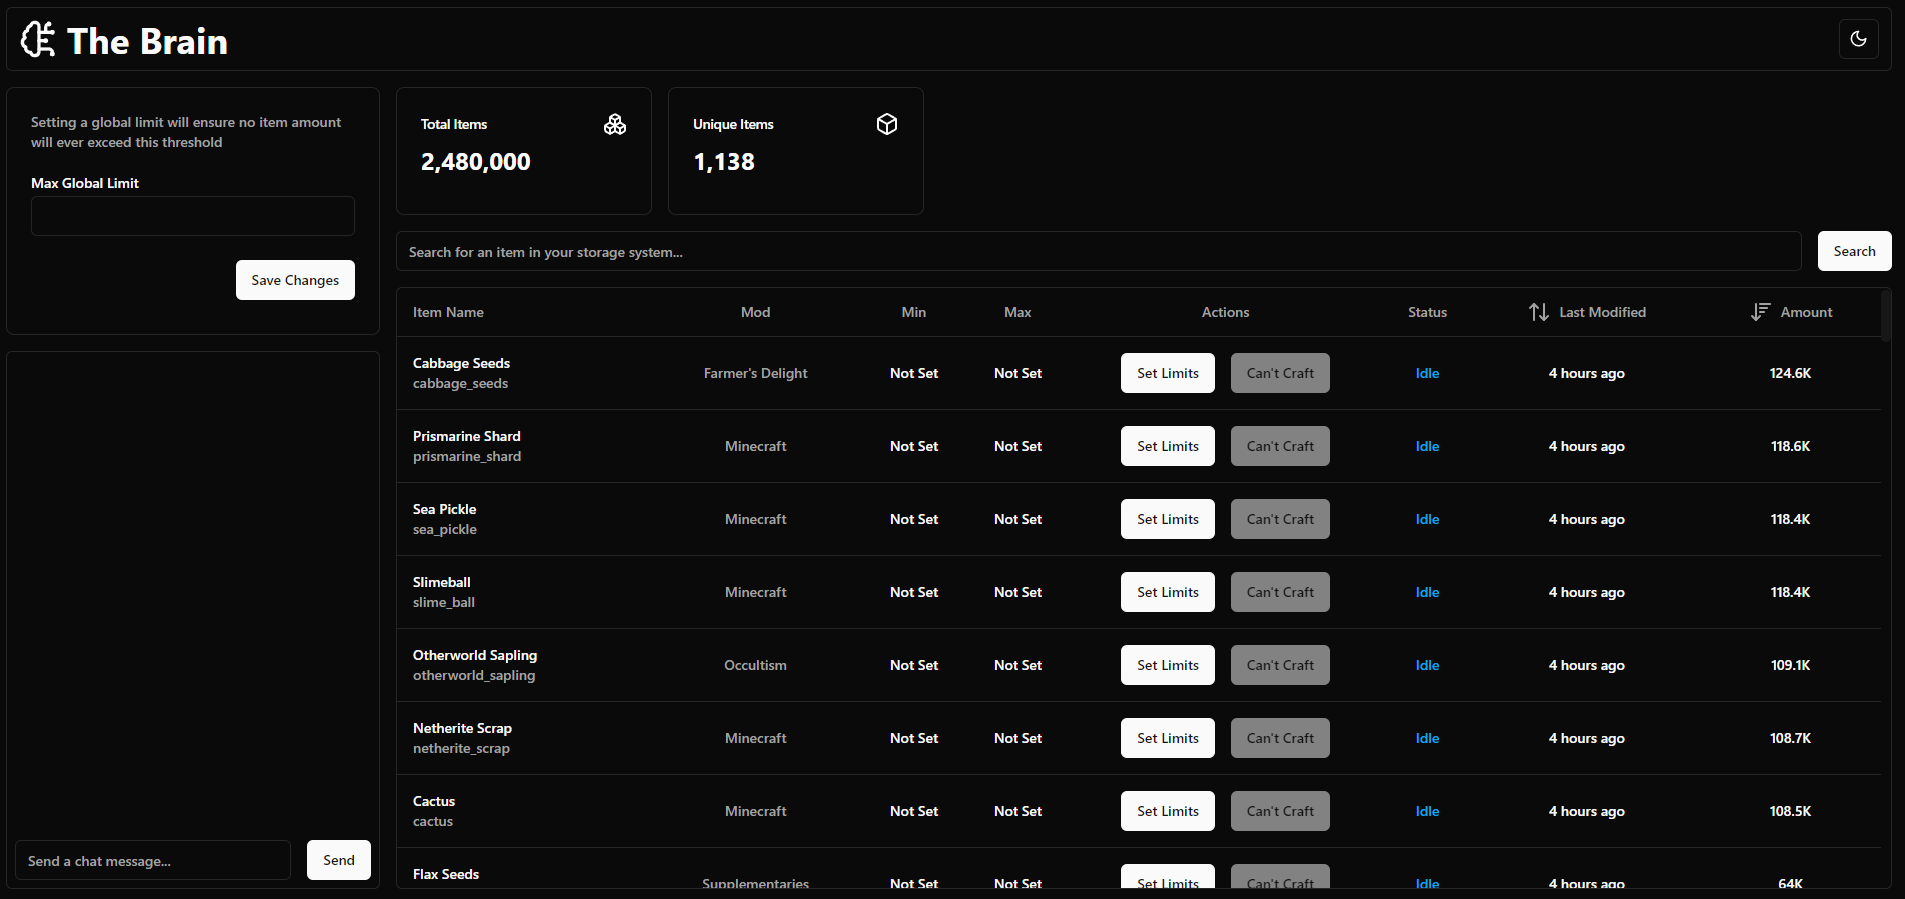 The Brain
Setting a global limit will ensure no item amount
will ever exceed this threshold
Max Global Limit
Save Changes
Send a chat message...
Send
Total Items
2,480,000
Unique Items
1,138
Search for an item in your storage system...
Search
Item Name Mod Min Max Actions Status Last Modified Amount
Cabbage Seeds
cabbage_seeds
Farmer's Delight Not Set Not Set Set Limits Can't Craft Idle 4 hours ago 124.6K
Prismarine Shard
prismarine_shard
Minecraft Not Set Not Set Set Limits Can't Craft Idle 4 hours ago 118.6K
Sea Pickle
sea_pickle
Minecraft Not Set Not Set Set Limits Can't Craft Idle 4 hours ago 118.4K
Slimeball
slime_ball
Minecraft Not Set Not Set Set Limits Can't Craft Idle 4 hours ago 118.4K
Otherworld Sapling
otherworld_sapling
Occultism Not Set Not Set Set Limits Can't Craft Idle 4 hours ago 109.1K
Netherite Scrap
netherite_scrap
Minecraft Not Set Not Set Set Limits Can't Craft Idle 4 hours ago 108.7K
Cactus
cactus
Minecraft Not Set Not Set Set Limits Can't Craft Idle 4 hours ago 108.5K
Flax Seeds
Supplementaries Not Set Not Set Set Limits Can't Craft Idle 4 hours ago 64K